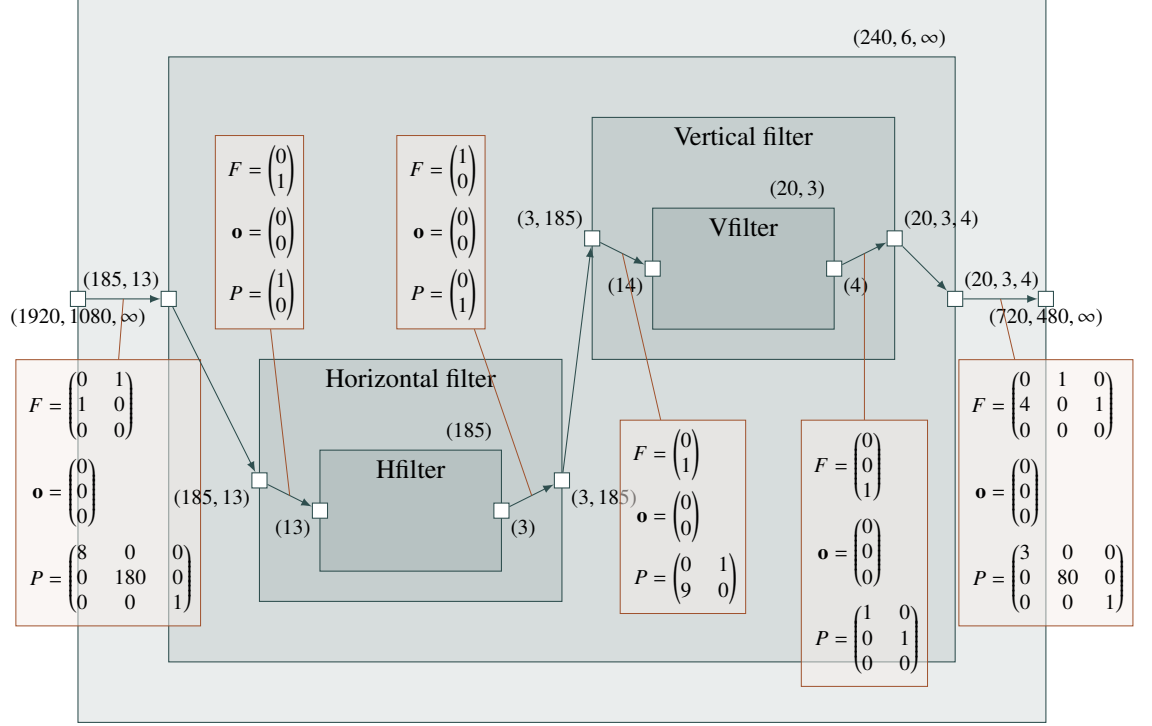 (240, 6, ∞)
Vertical filter
(20, 3)
Vfilter
(3, 185)
(14)
(4)
(20, 3, 4)
F = (0 1)
o = (0 0)
P = (1 0)
F = (1 0)
o = (0 0)
P = (0 1)
(185, 13)
(1920, 1080, ∞)
(20, 3, 4)
(720, 480, ∞)
Horizontal filter
(185)
Hfilter
(185, 13)
(13)
(3)
(3, 185)
F =
0 1
1 0
0 0
o =
0
0
0
P =
8 0 0
0 180 0
0 0 1
F =
0
1
o =
0
0
P =
0 1
9 0
F =
0
0
1
o =
0
0
0
P =
1 0
0 1
0 0
F =
0 1 0
4 0 1
0 0 0
o =
0
0
0
P =
3 0 0
0 80 0
0 0 1